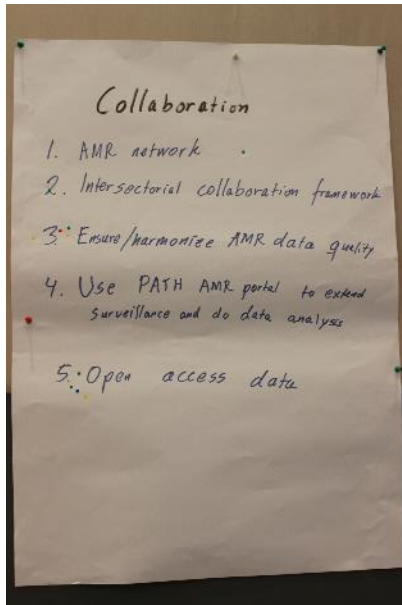 Collaboration
1. AMR network
2. Intersectorial collaboration framework
3. Ensure/harmonize AMR data quality
4. Use PATH AMR portal to extend
surveillance and do data analysis
5. Open access data